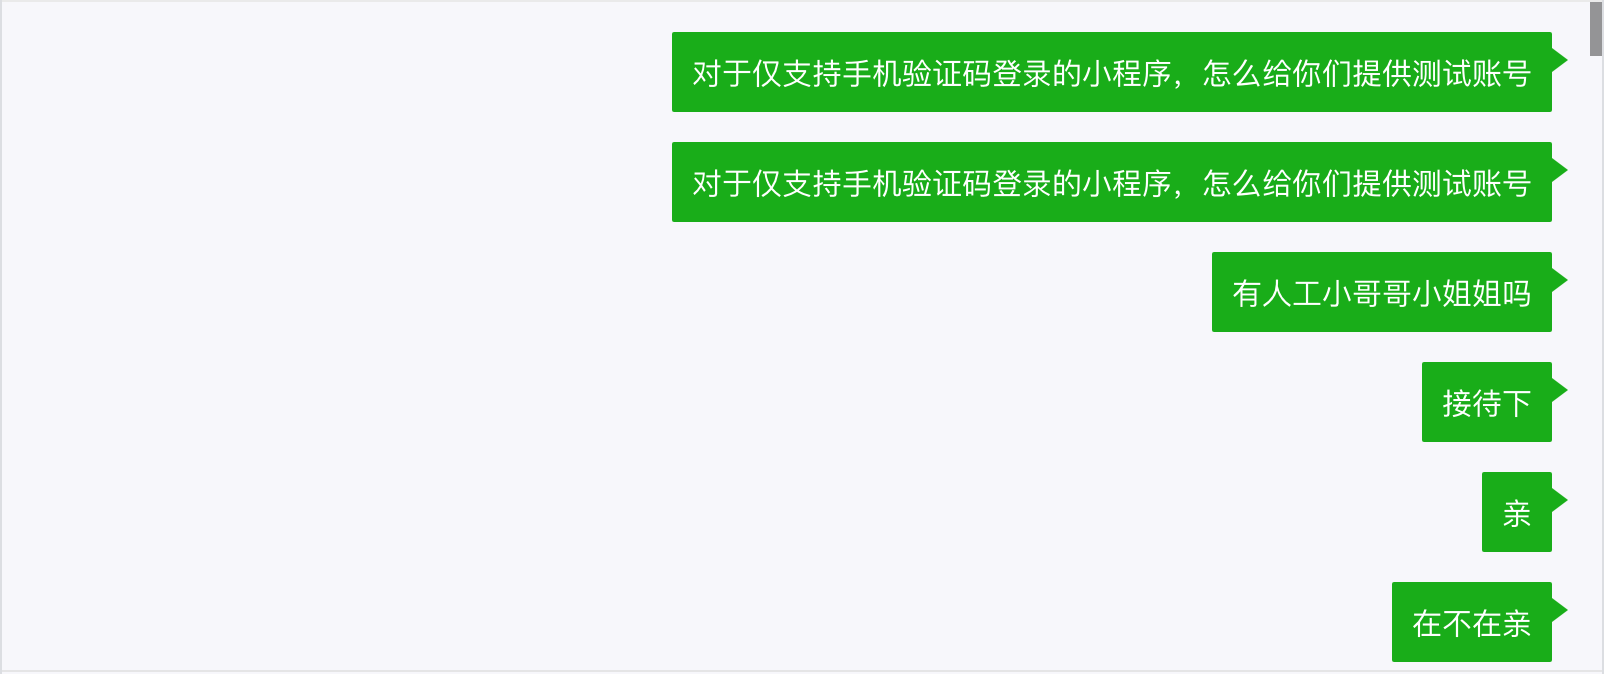 对于仅支持手机验证码登录的小程序，怎么给你们提供测试账号
对于仅支持手机验证码登录的小程序，怎么给你们提供测试账号
有人工小哥哥小姐姐吗
接待下
亲
在不在亲